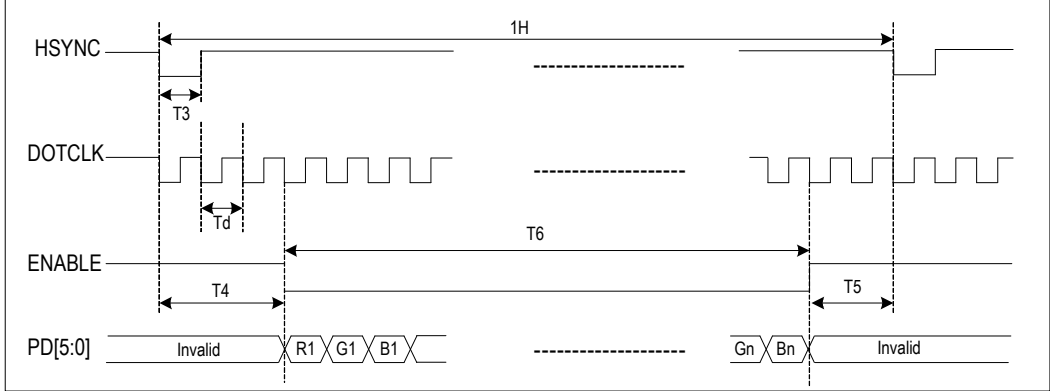 1H
HSYNC
T3
DOTCLK
Td
T6
ENABLE
T4
T5
PD[5:0] Invalid R1 G1 B1 Gn Bn Invalid